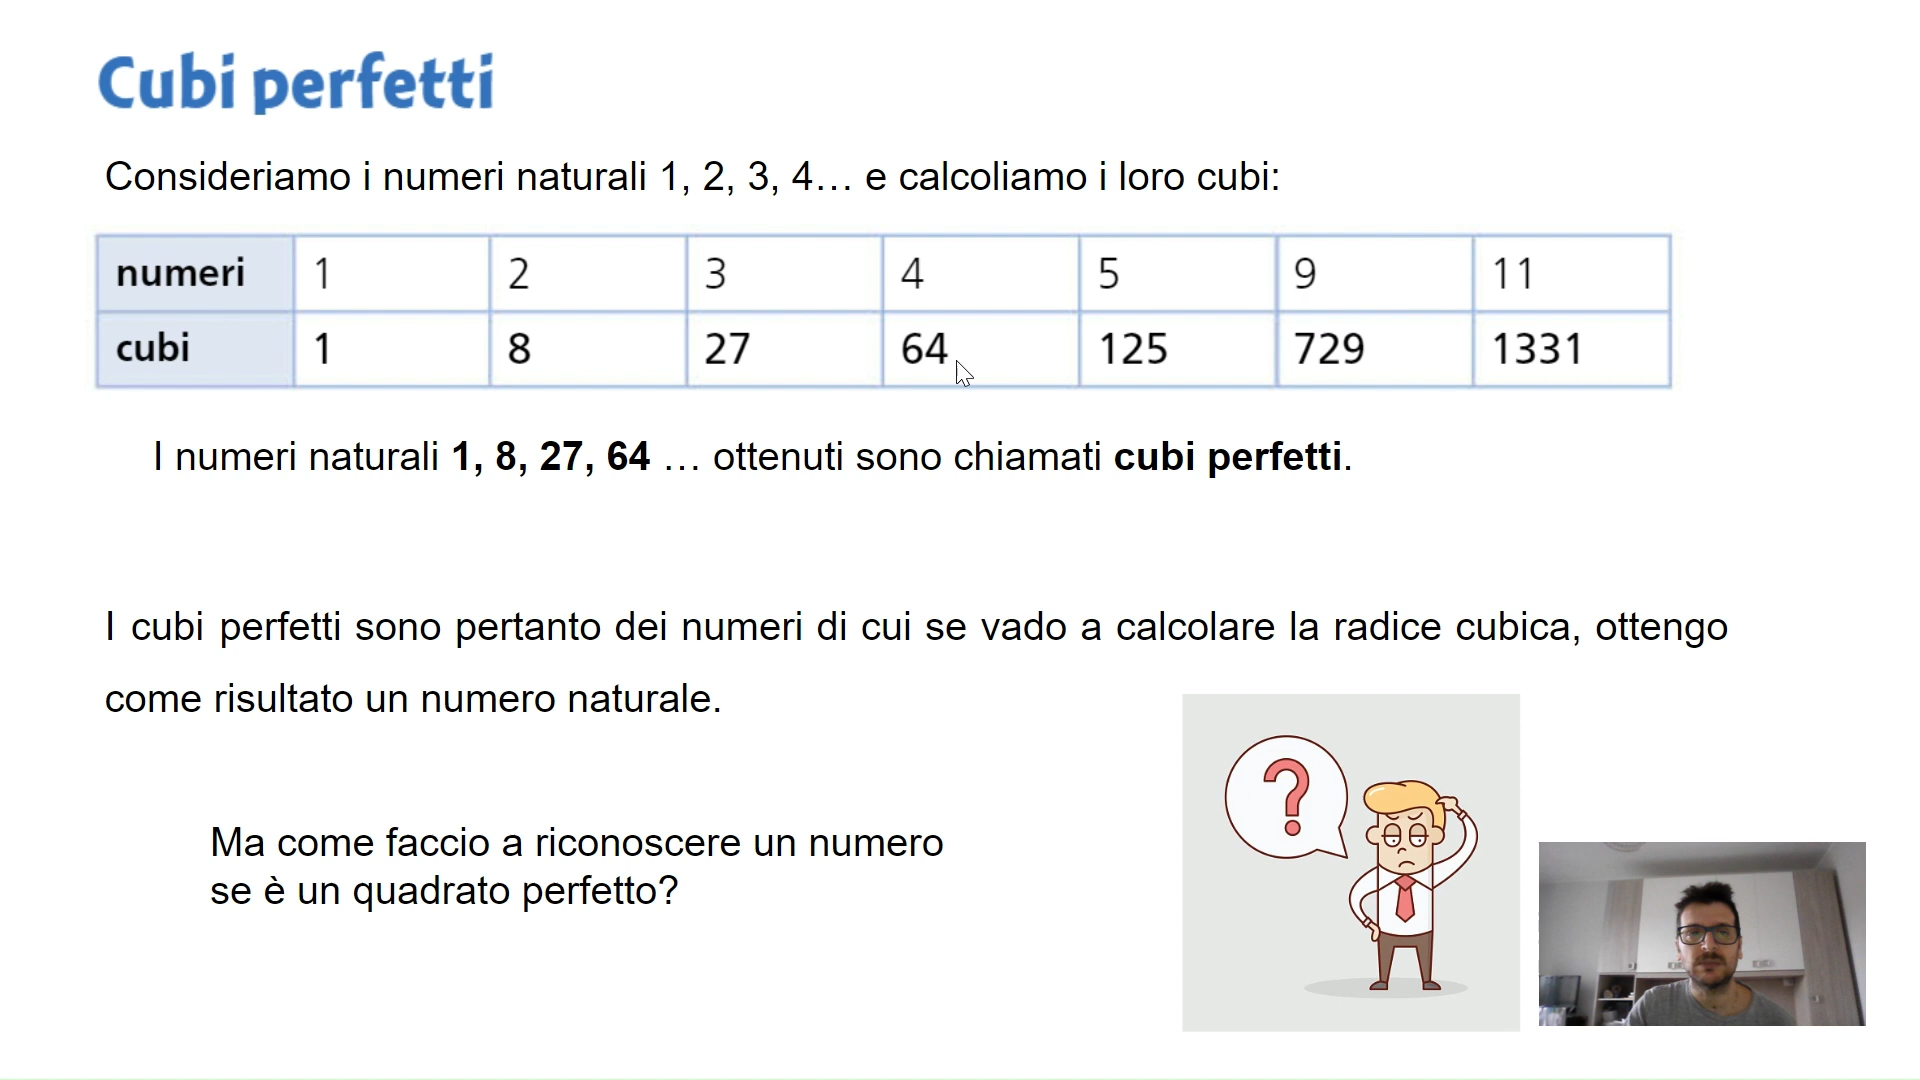 Cubi perfetti
Consideriamo i numeri naturali 1, 2, 3, 4… e calcoliamo i loro cubi:
numeri 1 2 3 4 5 9 11
cubi 1 8 27 64 125 729 1331
I numeri naturali 1, 8, 27, 64 … ottenuti sono chiamati cubi perfetti.
I cubi perfetti sono pertanto dei numeri di cui se vado a calcolare la radice cubica, ottengo
come risultato un numero naturale.
?
Ma come faccio a riconoscere un numero
se è un quadrato perfetto?